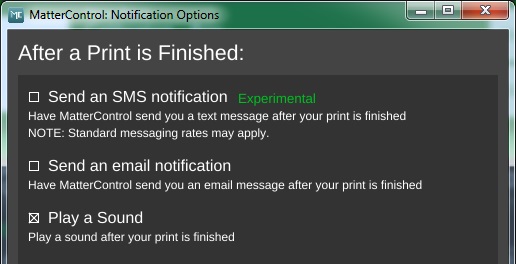 MatterControl: Notification Options
After a Print is Finished:
Send an SMS notification Experimental
Have MatterControl send you a text message after your print is finished
NOTE: Standard messaging rates may apply.
Send an email notification
Have MatterControl send you an email message after your print is finished
Play a Sound
Play a sound after your print is finished